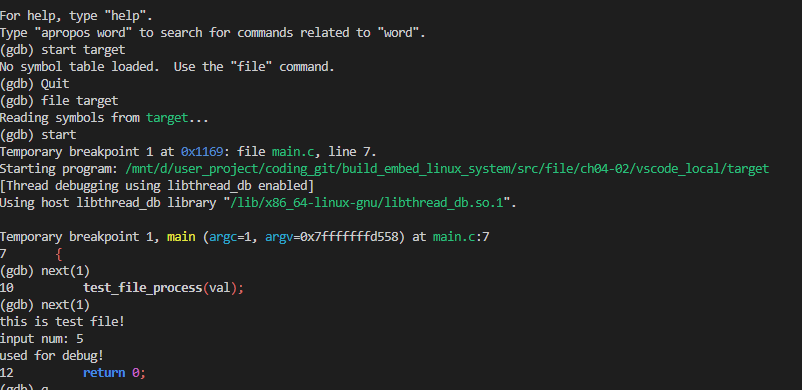 For help, type "help".
Type "apropos word" to search for commands related to "word".
(gdb) start target
No symbol table loaded.  Use the "file" command.
(gdb) Quit
(gdb) file target
Reading symbols from target...
(gdb) start
Temporary breakpoint 1 at 0x1169: file main.c, line 7.
Starting program: /mnt/d/user_project/coding_git/build_embed_linux_system/src/file/ch04-02/vscode_local/target
[Thread debugging using libthread_db enabled]
Using host libthread_db library "/lib/x86_64-linux-gnu/libthread_db.so.1".
Temporary breakpoint 1, main (argc=1, argv=0x7fffffffd558) at main.c:7
7       {
(gdb) next(1)
10          test_file_process(val);
(gdb) next(1)
this is test file!
input num: 5
used for debug!
12          return 0;
(gdb) q